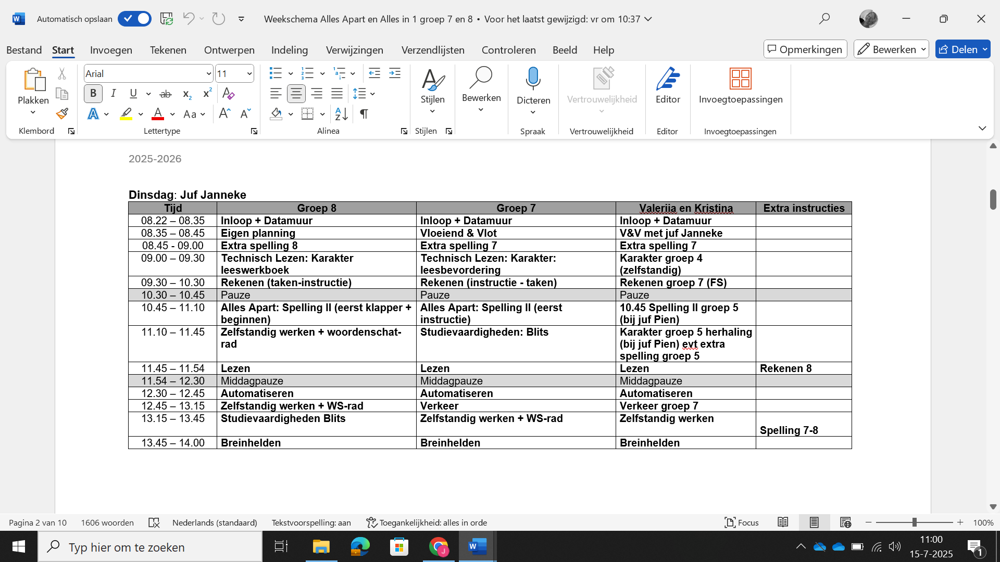 Automatisch opslaan
Weekschema Alles Apart en Alles in 1 groep 7 en 8 • Voor het laatst gewijzigd: vr om 10:37
Bestand Start Invoegen Tekenen Ontwerpen Indeling Verwijzingen Verzendlijsten Controleren Beeld Help
Opmerkingen Bewerken Delen
Plakken
Klembord
Arial 11
Lettertype
Alinea
Stijlen
Stijlen
Bewerken
Dicteren
Spraak
Vertrouwelijkheid
Vertrouwelijkheid
Editor
Editor
Invoegtoepassingen
Invoegtoepassingen
2025-2026
Dinsdag: Juf Janneke
Tijd Groep 8 Groep 7 Valeriia en Kristina Extra instructies
08.22 – 08.35 Inloop + Datamuur Inloop + Datamuur Inloop + Datamuur
08.35 – 08.45 Eigen planning Vloeiend & Vlot V&V met juf Janneke
08.45 - 09.00 Extra spelling 8 Extra spelling 7 Extra spelling 7
09.00 – 09.30 Technisch Lezen: Karakter Technisch Lezen: Karakter: Karakter groep 4
leeswerkboek leesbevordering (zelfstandig)
09.30 – 10.30 Rekenen (taken-instructie) Rekenen (instructie - taken) Rekenen groep 7 (FS)
10.30 – 10.45 Pauze Pauze Pauze
10.45 – 11.10 Alles Apart: Spelling II (eerst klapper + Alles Apart: Spelling II (eerst 10.45 Spelling II groep 5
beginnen) instructie) (bij juf Pien)
11.10 – 11.45 Zelfstandig werken + woordenschat- Studievaardigheden: Blits Karakter groep 5 herhaling
rad (bij juf Pien) evt extra
spelling groep 5
11.45 – 11.54 Lezen Lezen Lezen Rekenen 8
11.54 – 12.30 Middagpauze Middagpauze Middagpauze
12.30 – 12.45 Automatiseren Automatiseren Automatiseren
12.45 – 13.15 Zelfstandig werken + WS-rad Verkeer Verkeer groep 7
13.15 – 13.45 Studievaardigheden Blits Zelfstandig werken + WS-rad Zelfstandig werken
Spelling 7-8
13.45 – 14.00 Breinhelden Breinhelden Breinhelden
Pagina 2 van 10 1606 woorden Nederlands (standaard) Tekstvoorspelling: aan Toegankelijkheid: alles in orde Focus 100%
Typ hier om te zoeken
11:00
15-7-2025
1